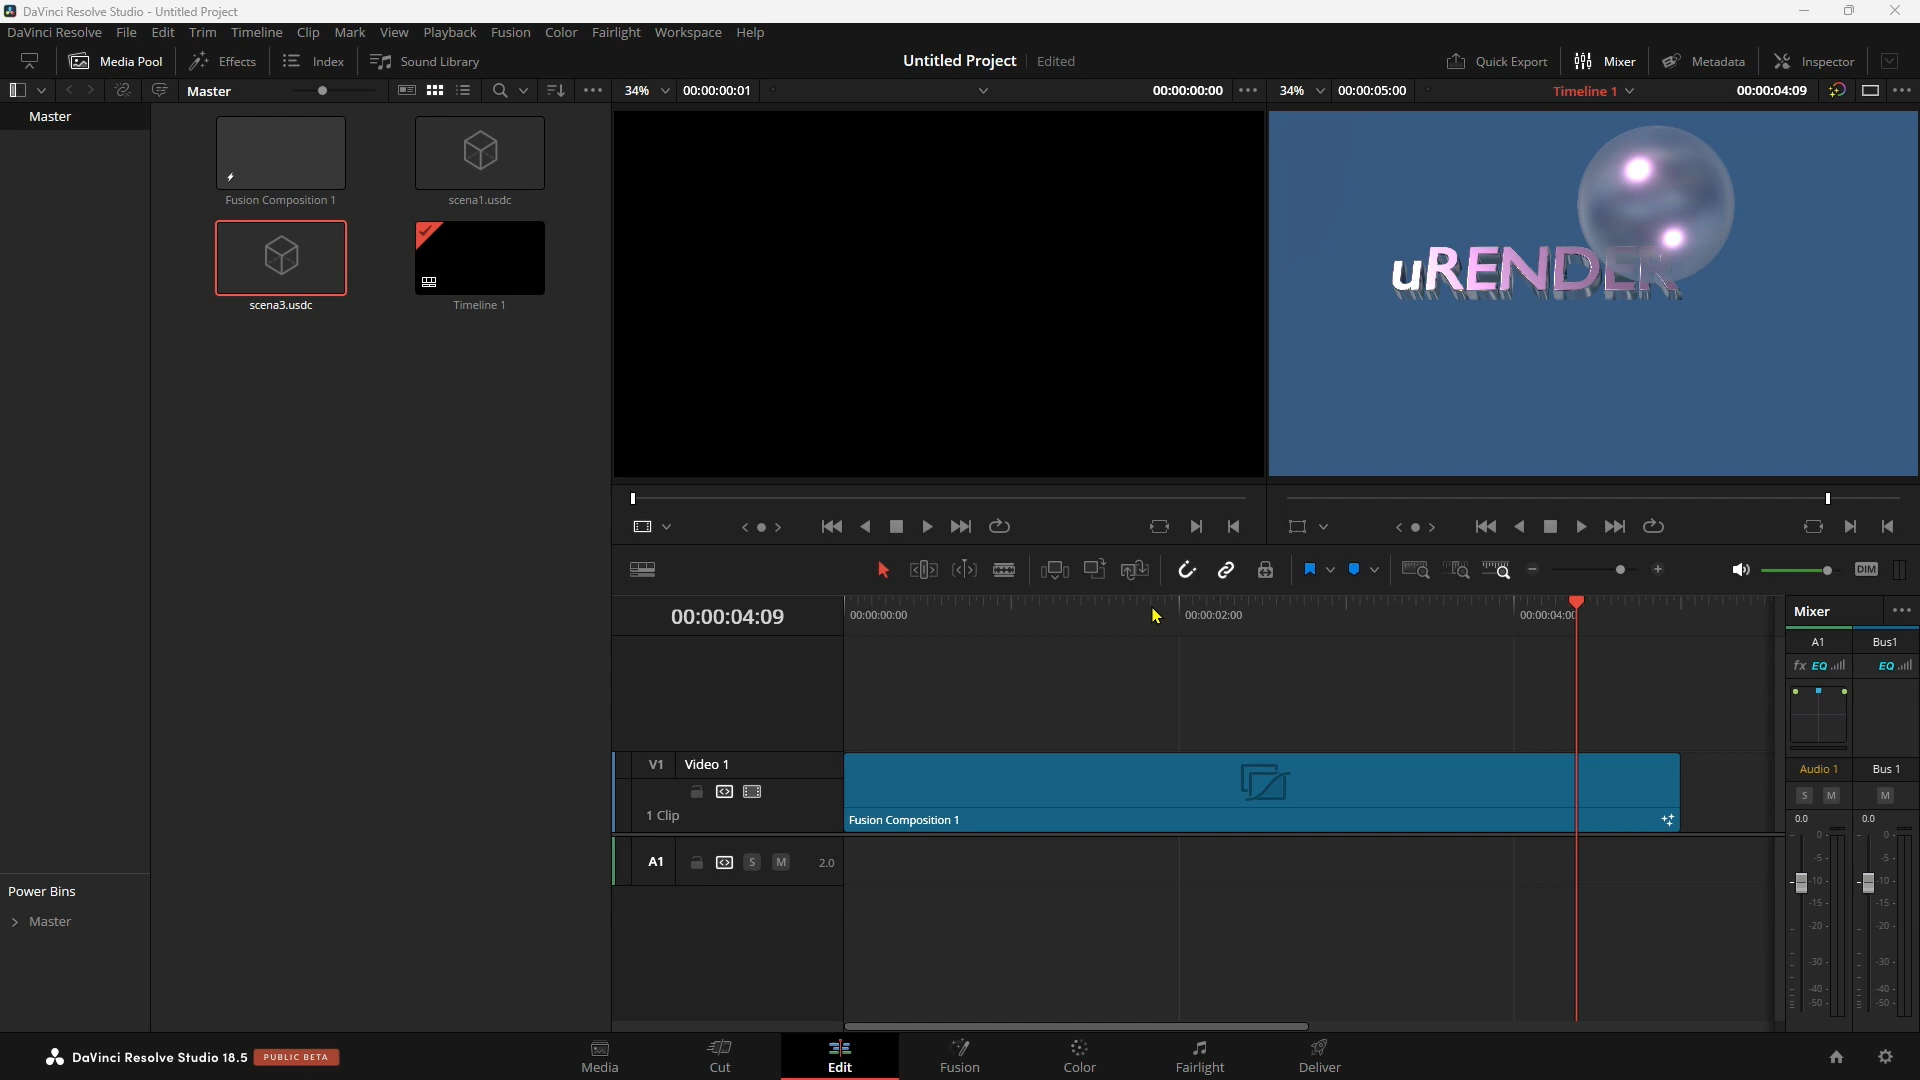 DaVinci Resolve Studio - Untitled Project
DaVinci Resolve File Edit Trim Timeline Clip Mark View Playback Fusion Color Fairlight Workspace Help
Media Pool Effects Index Sound Library Untitled Project Edited Quick Export Mixer Metadata Inspector
Master 34% 00:00:00:01 00:00:00:00 34% 00:00:05:00 Timeline 1 00:00:04:09
Master
Fusion Composition 1 scena1.usdc
scena3.usdc Timeline 1
uRENDER
DIM
00:00:04:09 00:00:00:00 00:00:02:00 00:00:04:00
Mixer
A1 Bus1
fx EQ EQ
V1 Video 1
1 Clip
Fusion Composition 1
Audio 1 Bus 1
S M M
0.0 0.0
A1 S M 2.0
0 0
-5 -5
-10 -10
-15 -15
-20 -20
-30 -30
-40 -40
-50 -50
Power Bins
Master
DaVinci Resolve Studio 18.5 PUBLIC BETA
Media Cut Edit Fusion Color Fairlight Deliver